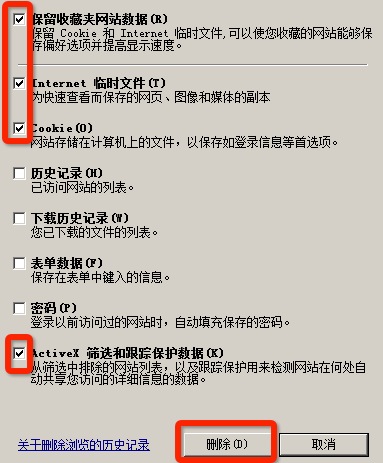 保留收藏夹网站数据(R)
保留 Cookie 和 Internet 临时文件,可以使您收藏的网站能够保
存偏好选项并提高显示速度。
Internet 临时文件(T)
为快速查看而保存的网页、图像和媒体的副本
Cookie(O)
网站存储在计算机上的文件，以保存如登录信息等首选项。
历史记录(H)
已访问网站的列表。
下载历史记录(W)
您已下载的文件的列表。
表单数据(F)
保存在表单中键入的信息。
密码(P)
登录以前访问过的网站时，自动填充保存的密码。
ActiveX 筛选和跟踪保护数据(K)
从筛选中排除的网站列表，以及跟踪保护用来检测网站在何处自
动共享您访问的详细信息的数据。
关于删除浏览的历史记录
删除(D)
取消